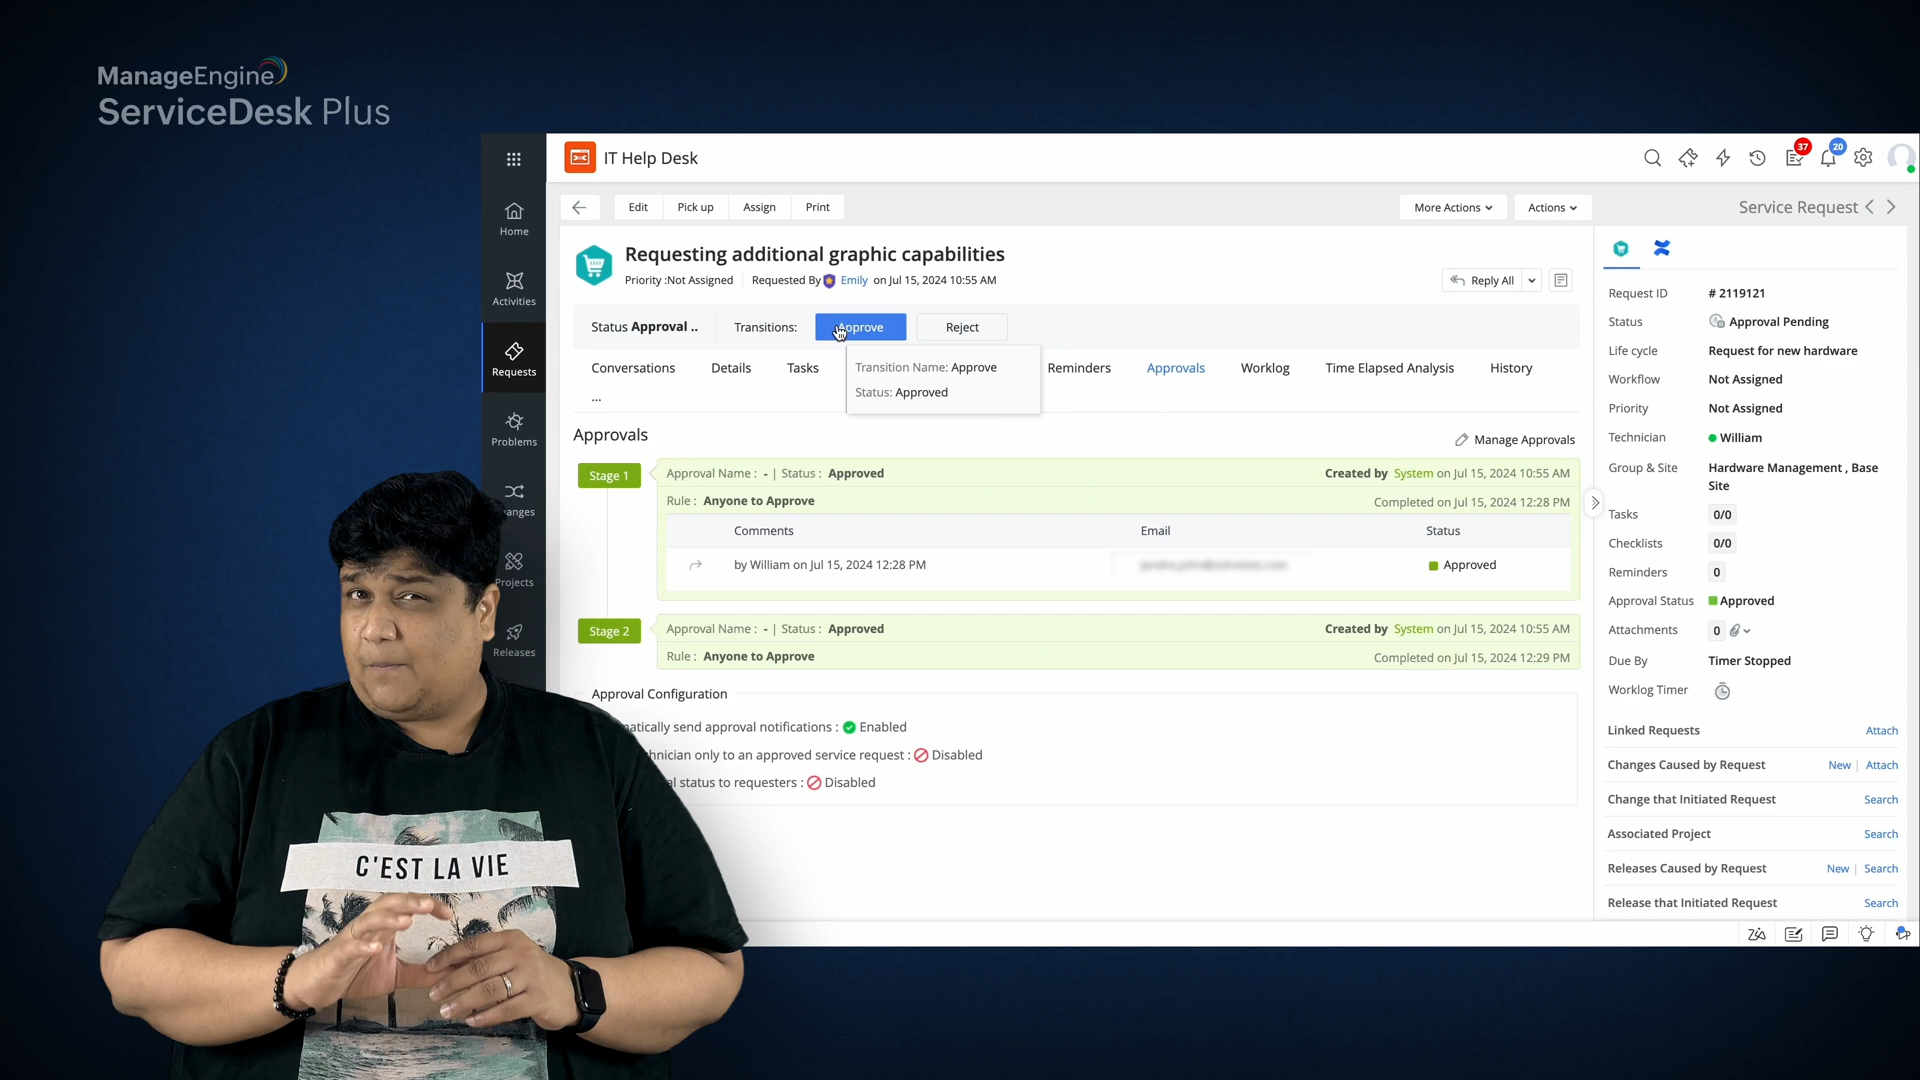 ManageEngine
ServiceDesk Plus
IT Help Desk
37
20
Edit
Pick up
Assign
Print
More Actions
Actions
Service Request
Home
Activities
Requests
Problems
anges
Projects
Releases
Requesting additional graphic capabilities
Priority :Not Assigned
Requested By Emily on Jul 15, 2024 10:55 AM
Reply All
Status Approval ..
Transitions:
Approve
Reject
Transition Name: Approve
Status: Approved
Conversations
Details
Tasks
Reminders
Approvals
Worklog
Time Elapsed Analysis
History
...
Approvals
Manage Approvals
Stage 1
Approval Name : - | Status : Approved
Created by System on Jul 15, 2024 10:55 AM
Rule : Anyone to Approve
Completed on Jul 15, 2024 12:28 PM
Comments
Email
Status
by William on Jul 15, 2024 12:28 PM
Approved
Stage 2
Approval Name : - | Status : Approved
Created by System on Jul 15, 2024 10:55 AM
Rule : Anyone to Approve
Completed on Jul 15, 2024 12:29 PM
Approval Configuration
matically send approval notifications : Enabled
hnician only to an approved service request : Disabled
al status to requesters : Disabled
Request ID # 2119121
Status Approval Pending
Life cycle Request for new hardware
Workflow Not Assigned
Priority Not Assigned
Technician William
Group & Site Hardware Management , Base
Site
Tasks 0/0
Checklists 0/0
Reminders 0
Approval Status Approved
Attachments 0
Due By Timer Stopped
Worklog Timer
Linked Requests Attach
Changes Caused by Request New | Attach
Change that Initiated Request Search
Associated Project Search
Releases Caused by Request New | Search
Release that Initiated Request Search
C'EST LA VIE